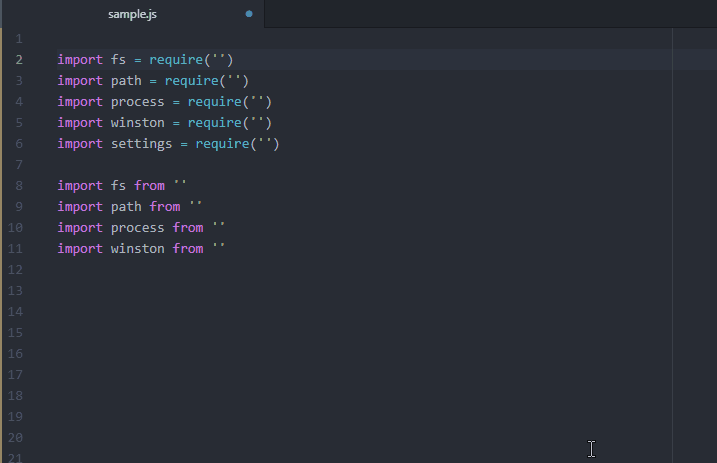 sample.js
1
2 import fs = require('')
3 import path = require('')
4 import process = require('')
5 import winston = require('')
6 import settings = require('')
7
8 import fs from ''
9 import path from ''
10 import process from ''
11 import winston from ''
12
13
14
15
16
17
18
19
20
21